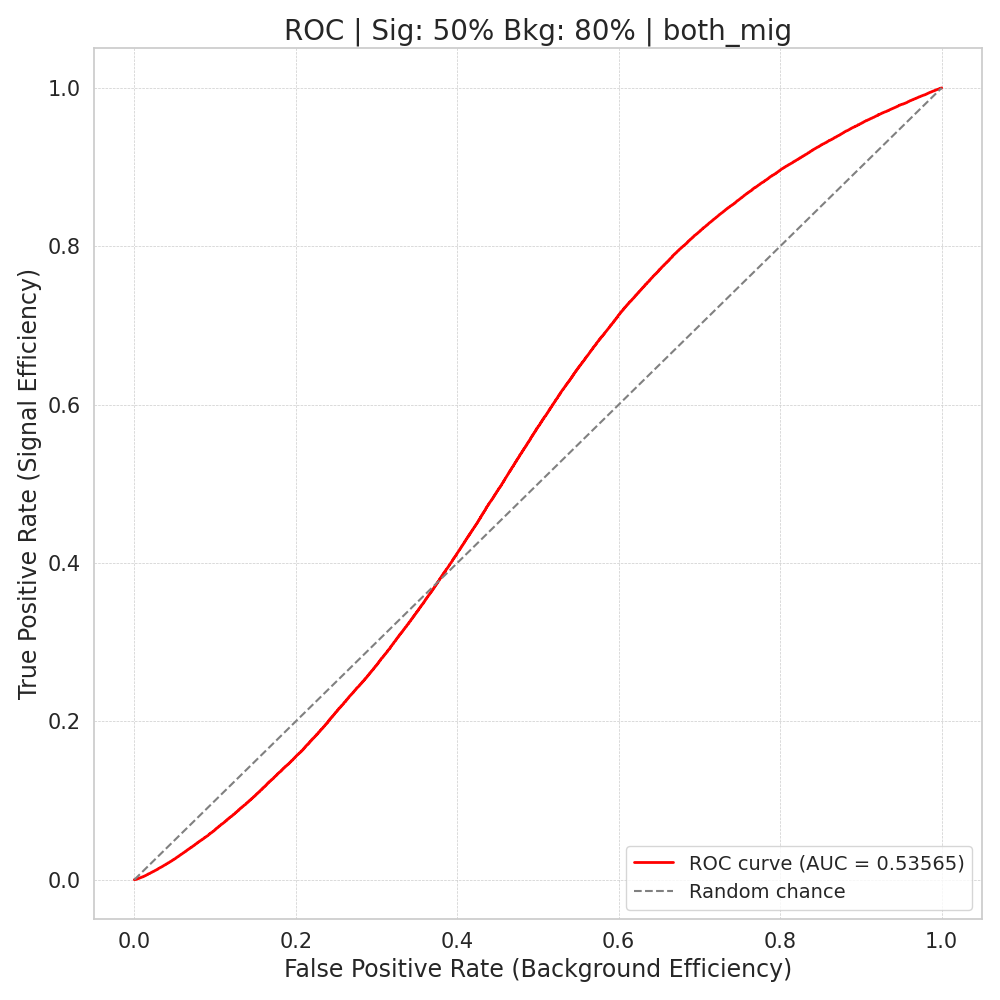 ROC | Sig: 50% Bkg: 80% | both_mig
True Positive Rate (Signal Efficiency)
1.0
0.8
0.6
0.4
0.2
0.0
0.0 0.2 0.4 0.6 0.8 1.0
False Positive Rate (Background Efficiency)
ROC curve (AUC = 0.53565)
Random chance